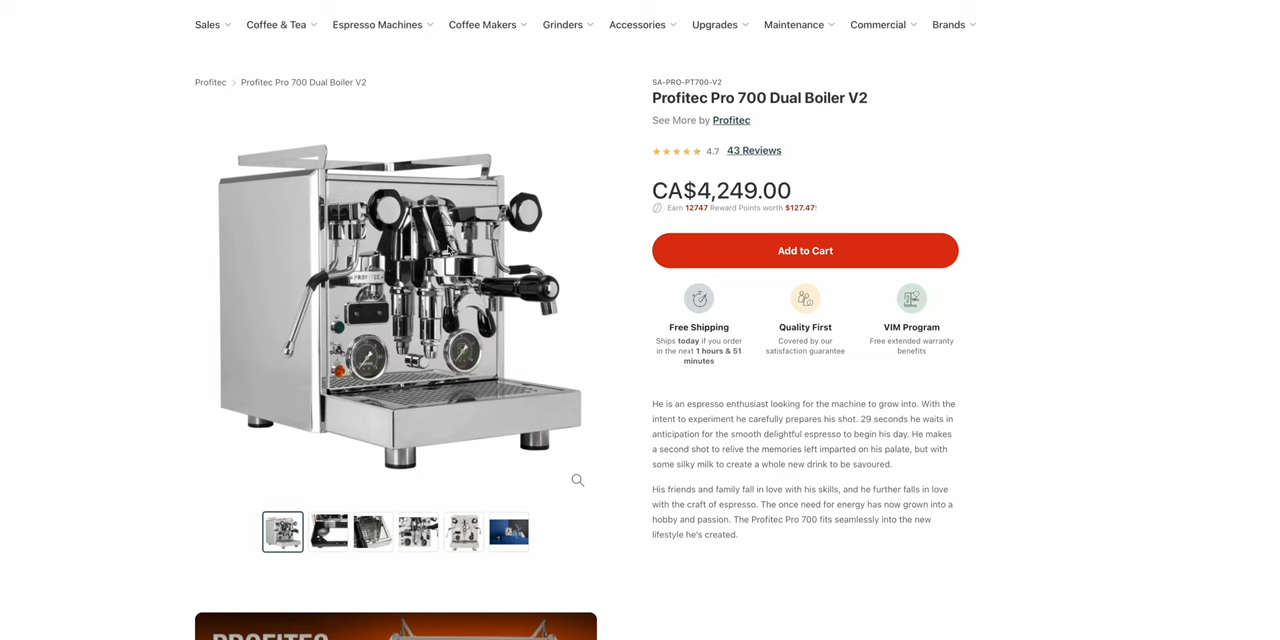 Sales Coffee & Tea Espresso Machines Coffee Makers Grinders Accessories Upgrades Maintenance Commercial Brands
Profitec > Profitec Pro 700 Dual Boiler V2
SA-PRO-PT700-V2
Profitec Pro 700 Dual Boiler V2
See More by Profitec
4.7 43 Reviews
CA$4,249.00
Earn 12747 Reward Points worth $127.47!
Add to Cart
Free Shipping
Ships today if you order
in the next 1 hours & 51
minutes
Quality First
Covered by our
satisfaction guarantee
VIM Program
Free extended warranty
benefits
He is an espresso enthusiast looking for the machine to grow into. With the
intent to experiment he carefully prepares his shot. 29 seconds he waits in
anticipation for the smooth delightful espresso to begin his day. He makes
a second shot to relive the memories left imparted on his palate, but with
some silky milk to create a whole new drink to be savoured.
His friends and family fall in love with his skills, and he further falls in love
with the craft of espresso. The once need for energy has now grown into a
hobby and passion. The Profitec Pro 700 fits seamlessly into the new
lifestyle he's created.
PROFITEC
PROFITEC